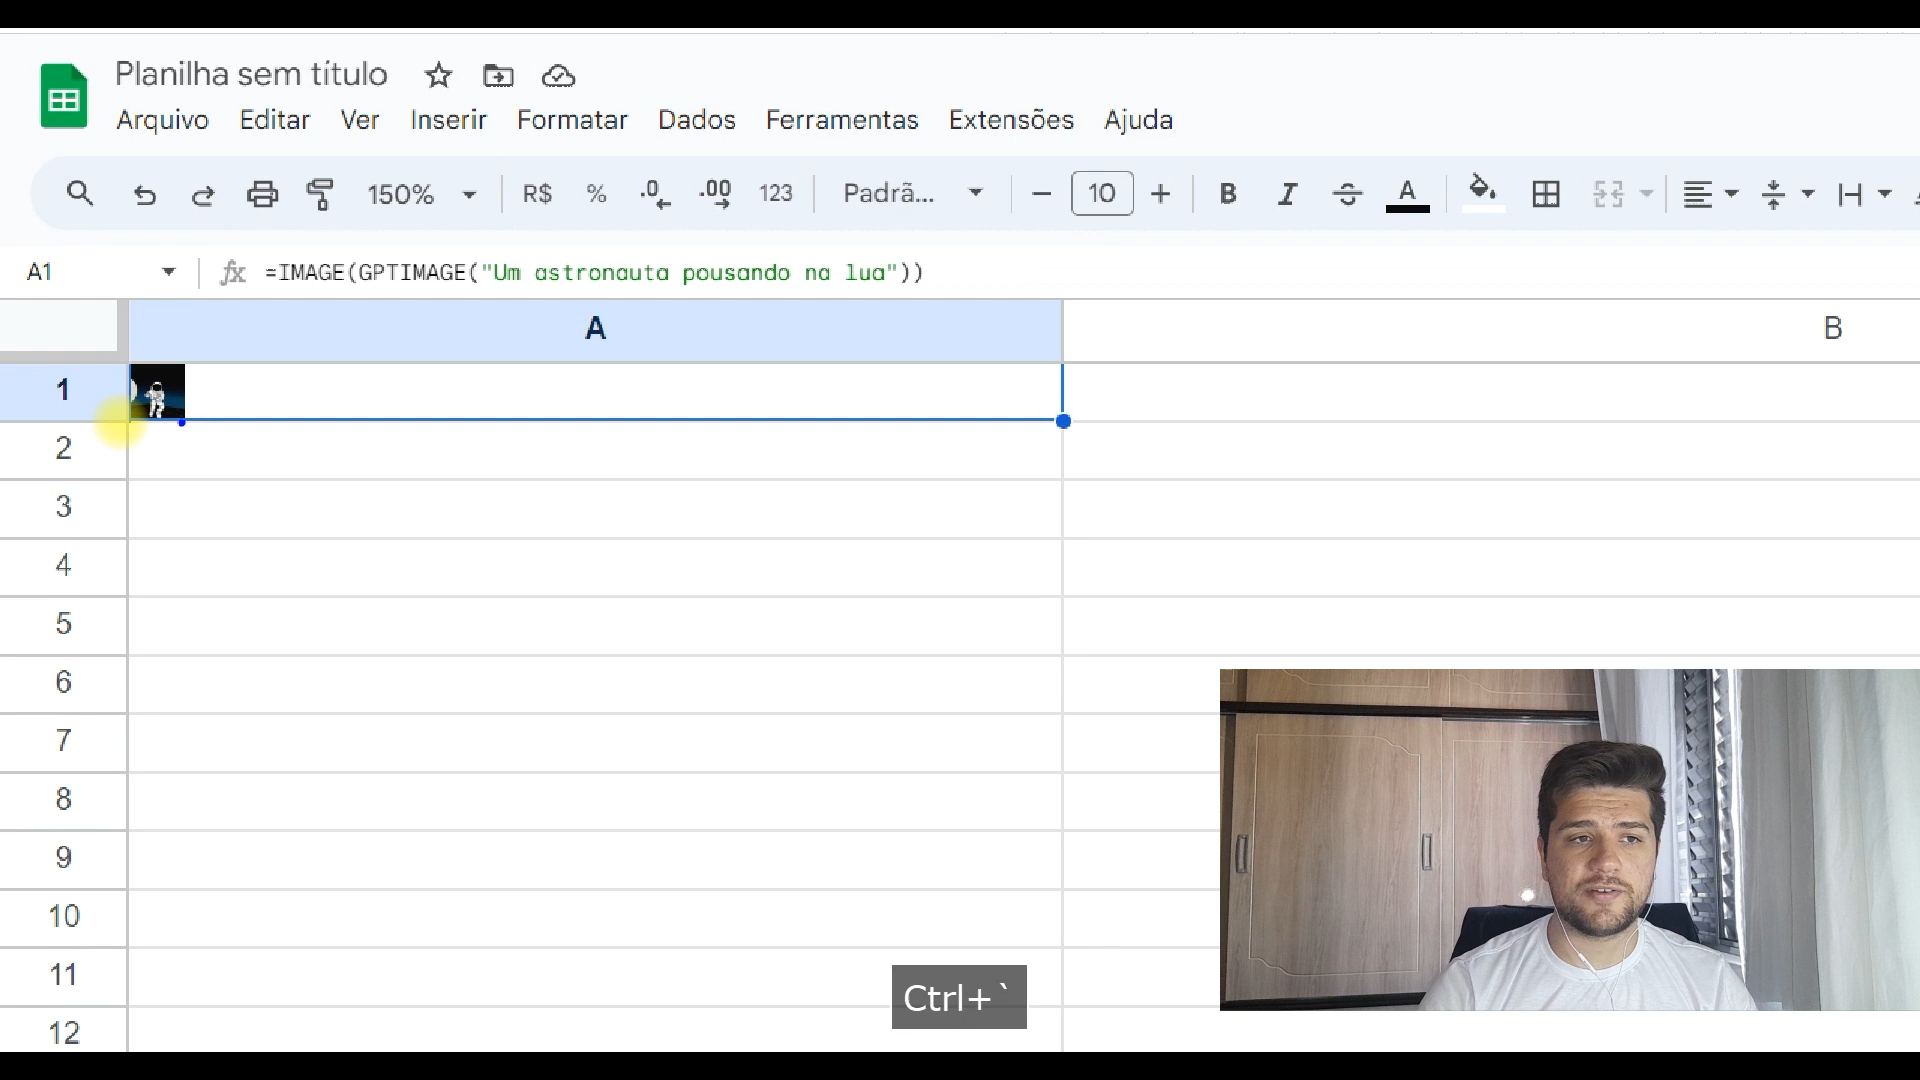 Planilha sem título
Arquivo Editar Ver Inserir Formatar Dados Ferramentas Extensões Ajuda
150% R$ % .0 .00 123 Padrã... 10 B I A
A1 fx =IMAGE(GPTIMAGE("Um astronauta pousando na lua"))
A B
1
2
3
4
5
6
7
8
9
10
11
12
Ctrl+`